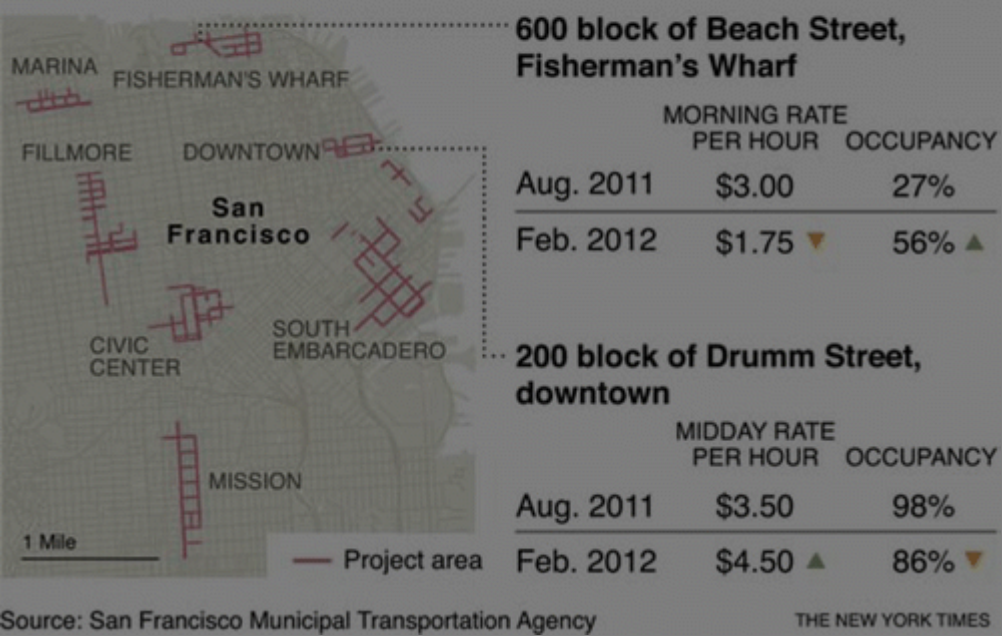 MARINA
FISHERMAN'S WHARF
FILLMORE
DOWNTOWN
San
Francisco
CIVIC
CENTER
SOUTH
EMBARCADERO
MISSION
1 Mile
Project area
600 block of Beach Street,
Fisherman's Wharf
MORNING RATE
PER HOUR OCCUPANCY
Aug. 2011 $3.00 27%
Feb. 2012 $1.75 ▼ 56% ▲
200 block of Drumm Street,
downtown
MIDDAY RATE
PER HOUR OCCUPANCY
Aug. 2011 $3.50 98%
Feb. 2012 $4.50 ▲ 86% ▼
Source: San Francisco Municipal Transportation Agency
THE NEW YORK TIMES